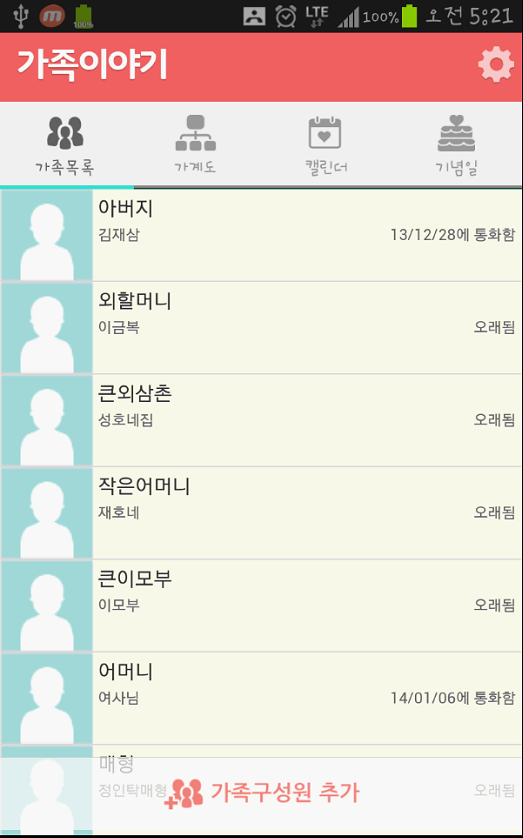 100%
LTE 100% 오전 5:21
가족이야기
가족목록 가계도 캘린더 기념일
아버지
김재삼 13/12/28에 통화함
외할머니
이금복 오래됨
큰외삼촌
성호네집 오래됨
작은어머니
재호네 오래됨
큰이모부
이모부 오래됨
어머니
여사님 14/01/06에 통화함
매형
정인탁매형 오래됨
가족구성원 추가